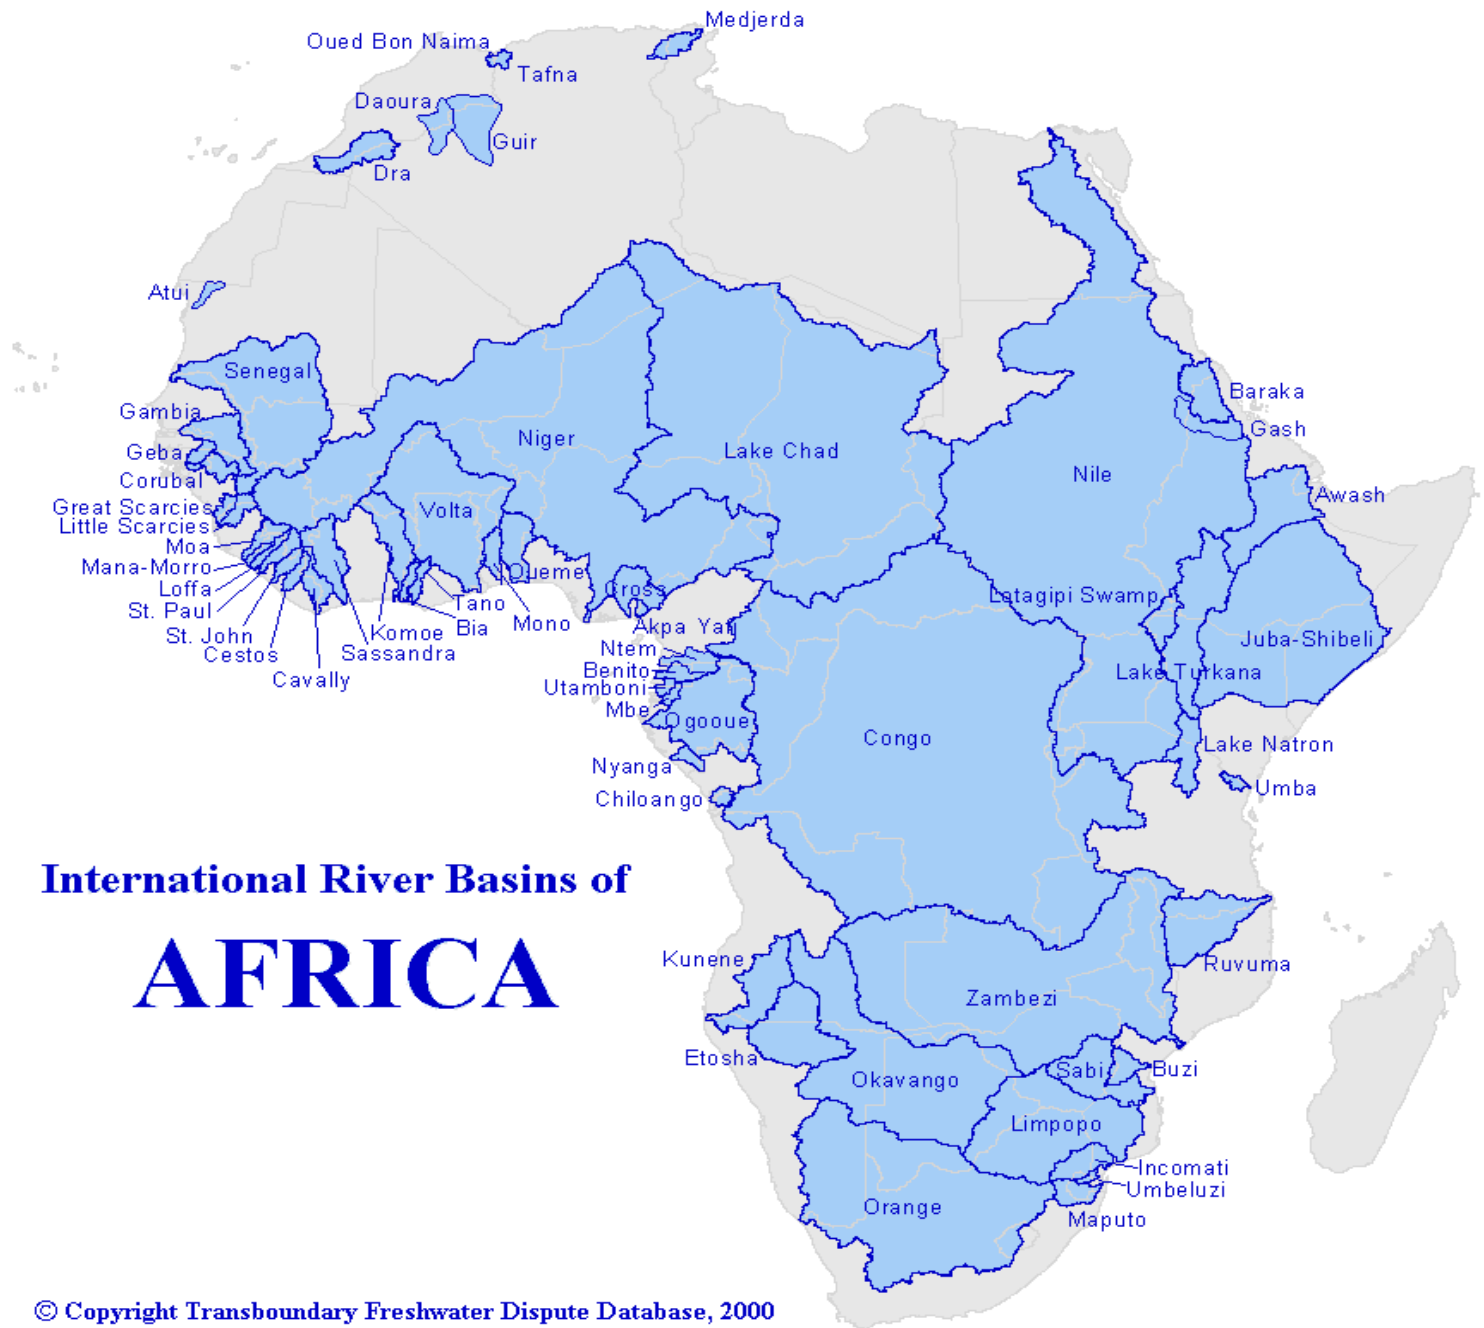 Medjerda
Oued Bon Naima
Tafna
Daoura
Guir
Dra
Atui
Senegal
Baraka
Gambia
Gash
Niger
Geba
Lake Chad
Nile
Corubal
Awash
Great Scarcies
Volta
Little Scarcies
Moa
Mana-Morro
Oueme
Loffa
Cross
Latagipi Swamp
St. Paul
Tano
Mono
Akpa Yafi
St. John
Komoe
Bia
Juba-Shibeli
Cestos
Sassandra
Ntem
Cavally
Benito
Lake Turkana
Utamboni
Mbe
Ogooue
Congo
Lake Natron
Nyanga
Umba
Chiloango
International River Basins of
AFRICA
Kunene
Ruvuma
Zambezi
Etosha
Sabi
Buzi
Okavango
Limpopo
Incomati
Umbeluzi
Orange
Maputo
© Copyright Transboundary Freshwater Dispute Database, 2000